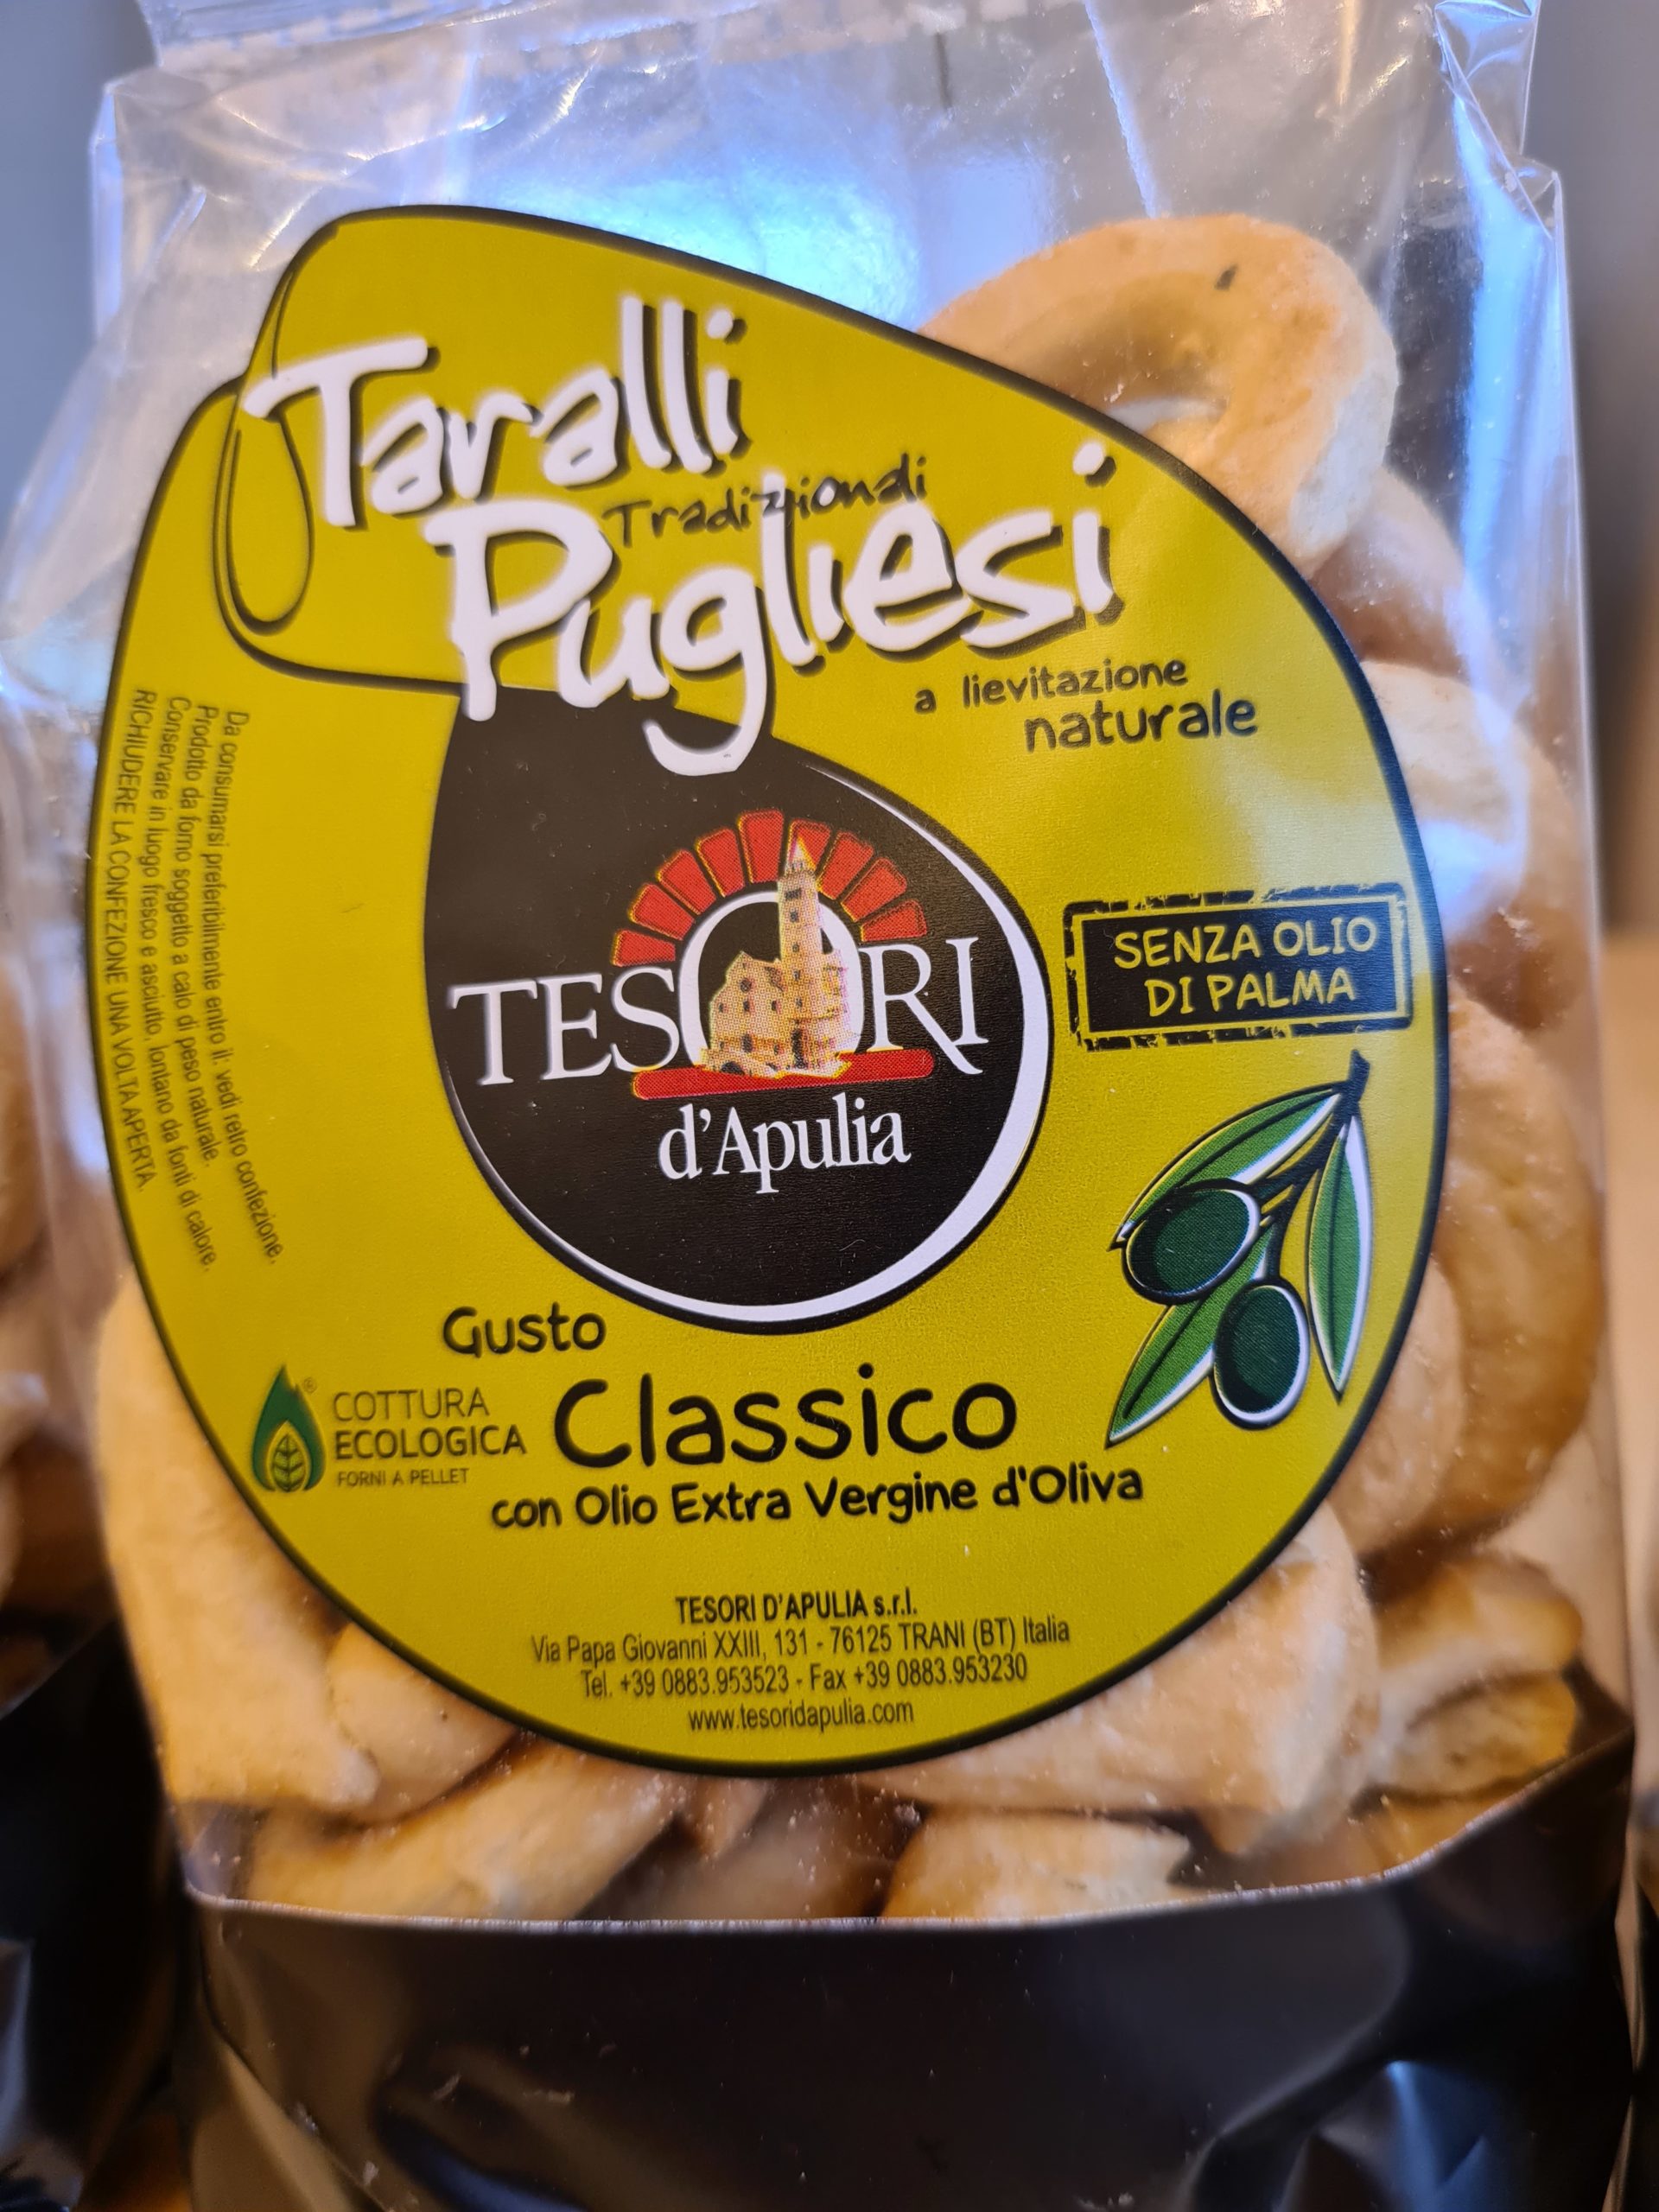 Taralli
Tradizionali
Pugliesi
a lievitazione
naturale
Da consumarsi preferibilmente entro il: vedi retro confezione.
Prodotto da forno soggetto a calo di peso naturale.
Conservare in luogo fresco e asciutto, lontano da fonti di calore.
RICHIUDERE LA CONFEZIONE UNA VOLTA APERTA.
TESORI
d'Apulia
SENZA OLIO
DI PALMA
Gusto
Classico
con Olio Extra Vergine d'Oliva
®
COTTURA
ECOLOGICA
FORNI A PELLET
TESORI D'APULIA s.r.l.
Via Papa Giovanni XXIII, 131 - 76125 TRANI (BT) Italia
Tel. +39 0883.953523 - Fax +39 0883.953230
www.tesoridapulia.com